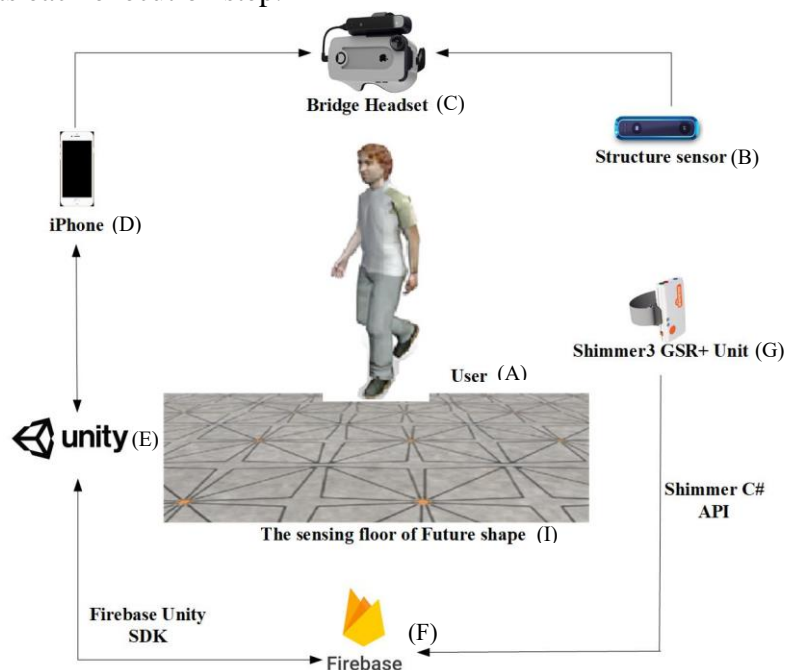 Bridge Headset (C)
Structure sensor (B)
iPhone (D)
Shimmer3 GSR+ Unit (G)
User (A)
unity (E)
Shimmer C#
API
The sensing floor of Future shape (I)
Firebase Unity
SDK
(F)
Firebase